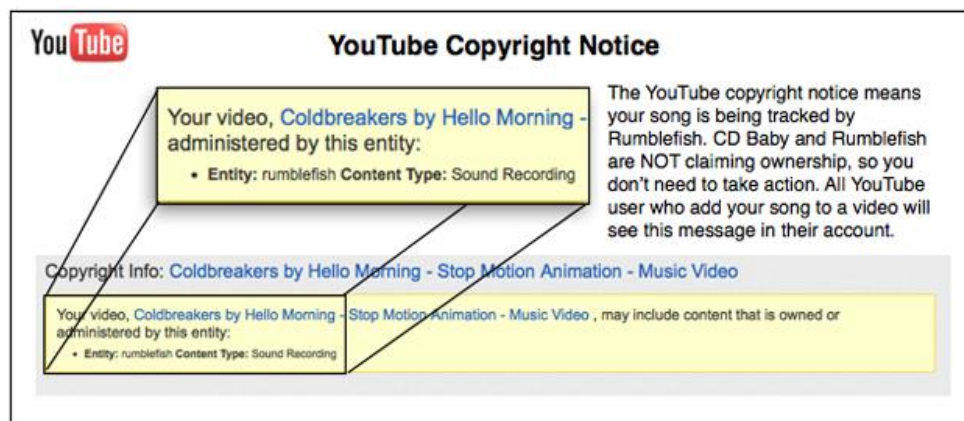 YouTube
YouTube Copyright Notice
Your video, Coldbreakers by Hello Morning -
administered by this entity:
• Entity: rumblefish Content Type: Sound Recording
The YouTube copyright notice means
your song is being tracked by
Rumblefish. CD Baby and Rumblefish
are NOT claiming ownership, so you
don't need to take action. All YouTube
user who add your song to a video will
see this message in their account.
Copyright Info: Coldbreakers by Hello Morning - Stop Motion Animation - Music Video
Your video, Coldbreakers by Hello Morning - Stop Motion Animation - Music Video , may include content that is owned or
administered by this entity:
• Entity: rumblefish Content Type: Sound Recording